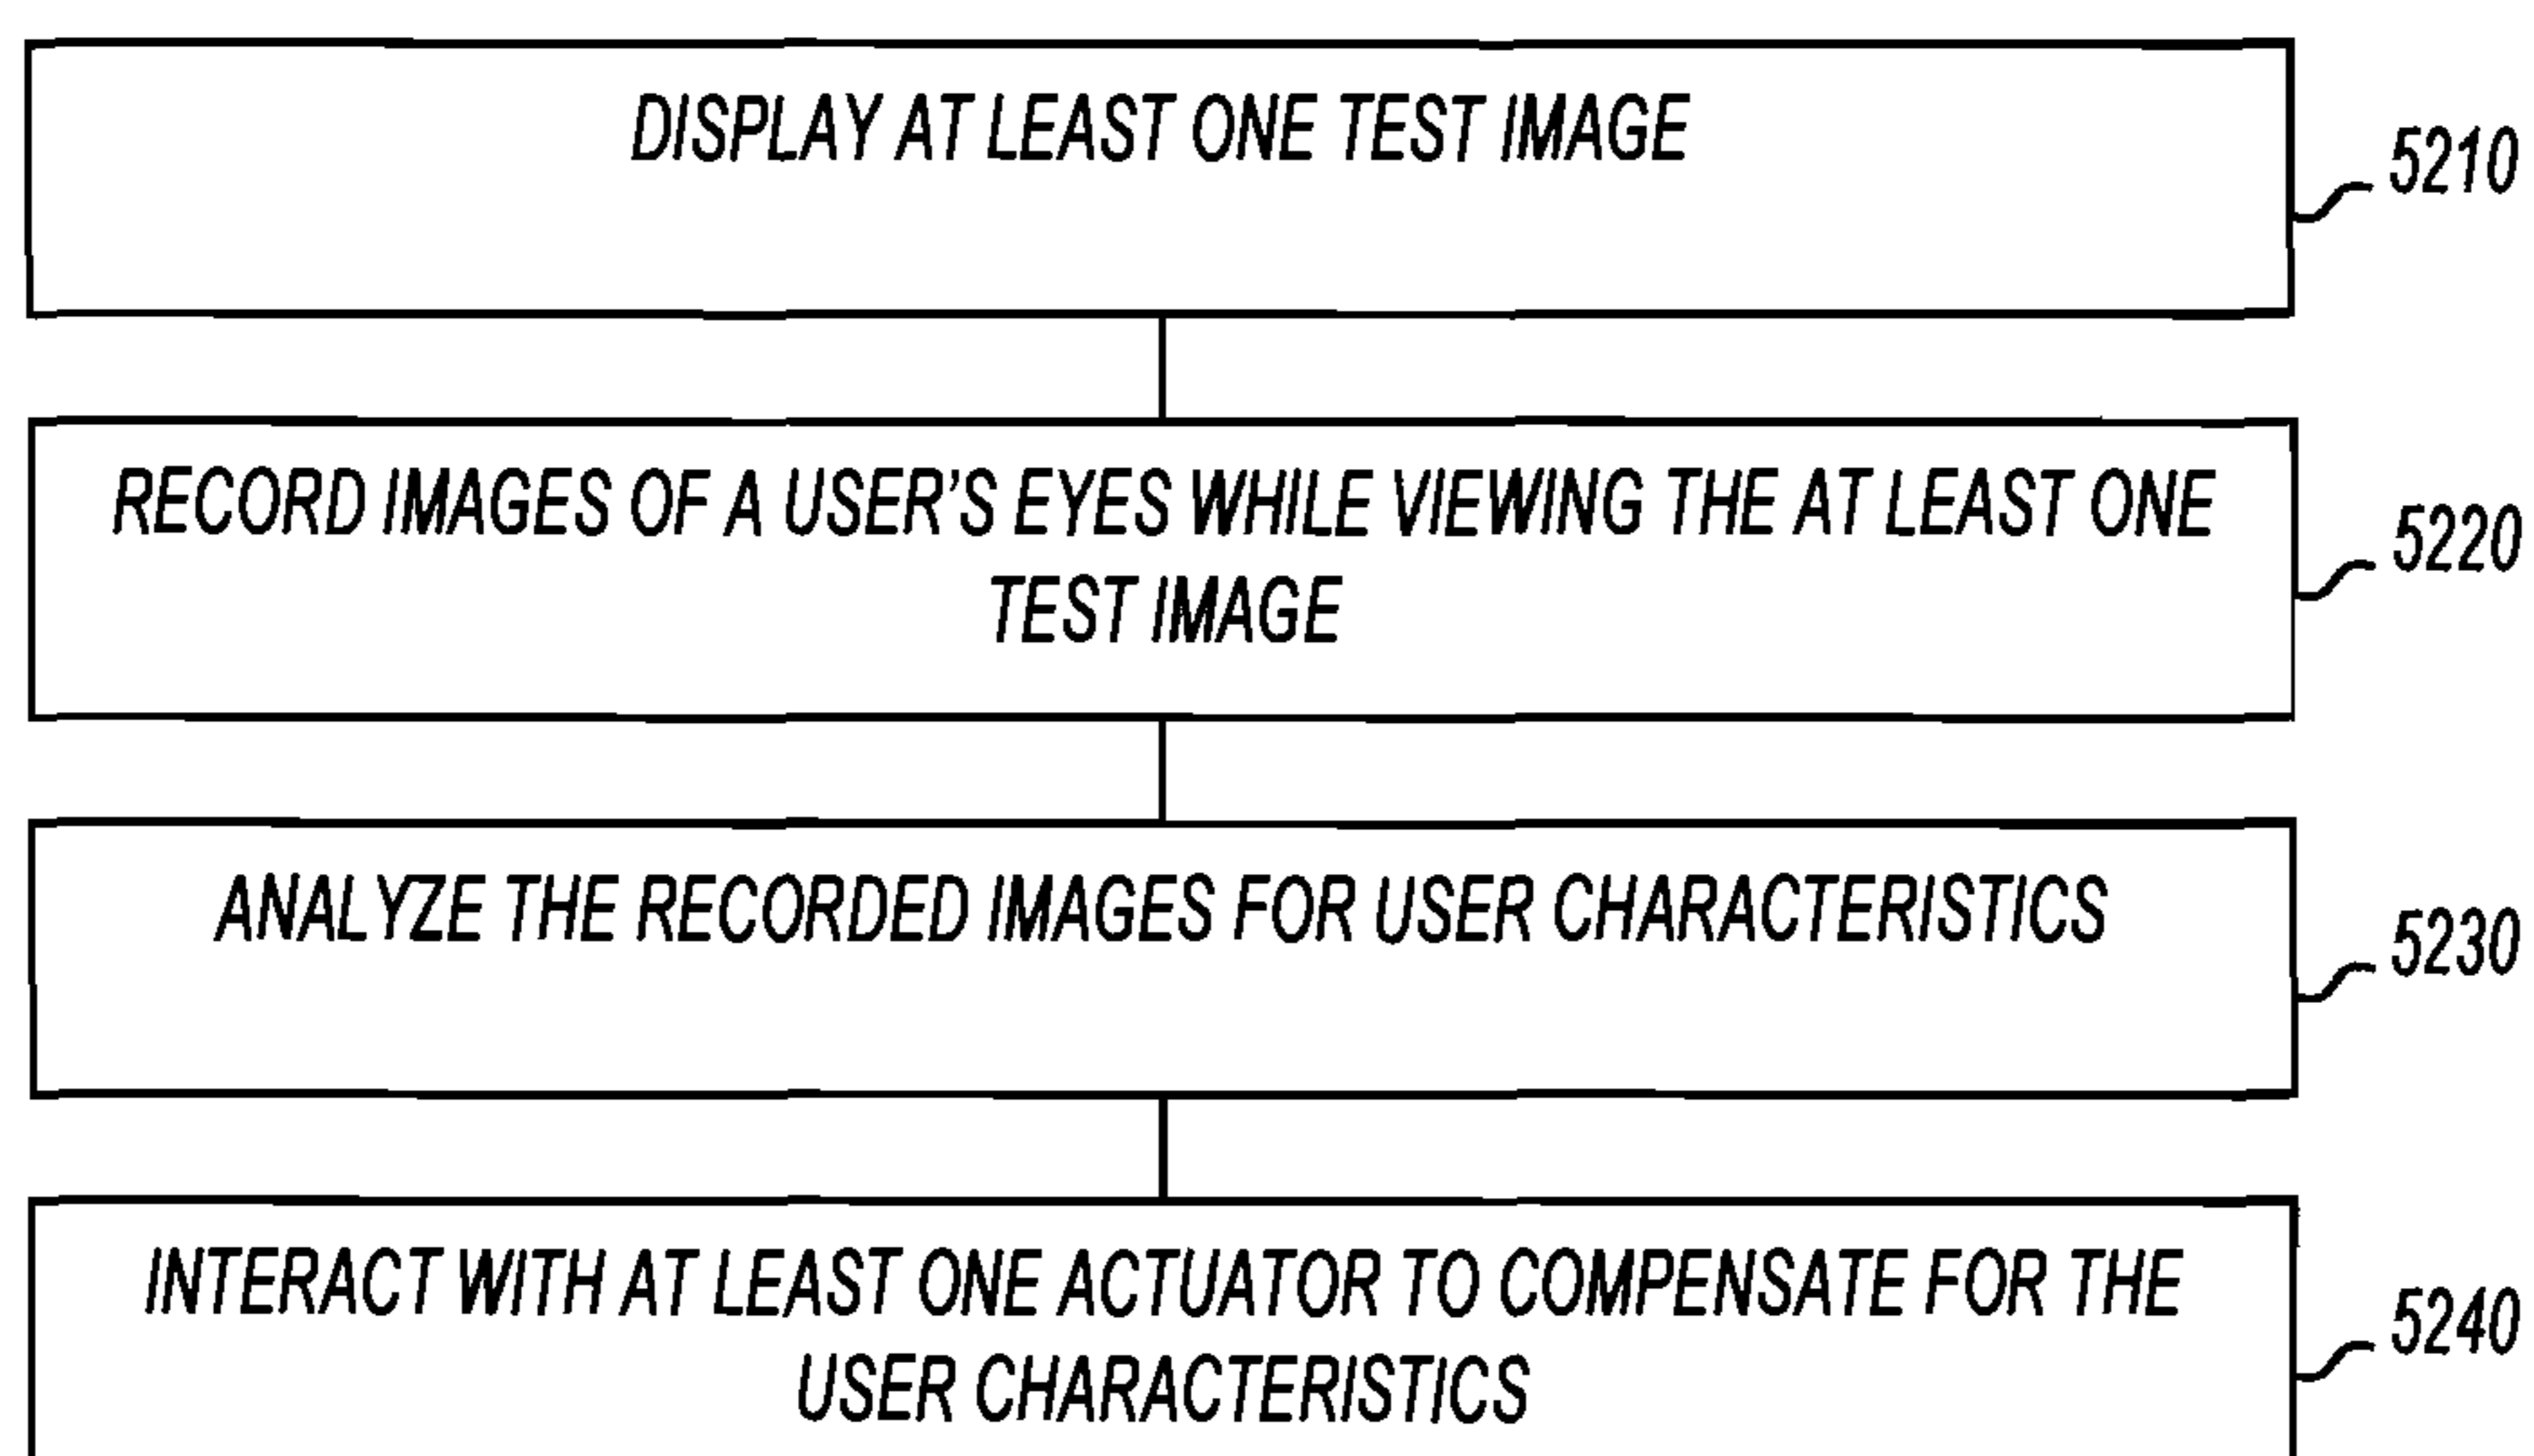 DISPLAY AT LEAST ONE TEST IMAGE
5210
RECORD IMAGES OF A USER'S EYES WHILE VIEWING THE AT LEAST ONE
TEST IMAGE
5220
ANALYZE THE RECORDED IMAGES FOR USER CHARACTERISTICS
5230
INTERACT WITH AT LEAST ONE ACTUATOR TO COMPENSATE FOR THE
USER CHARACTERISTICS
5240